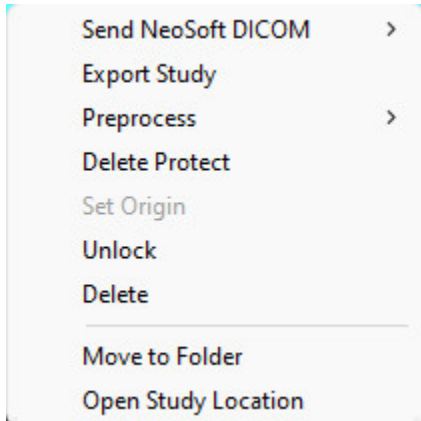 Send NeoSoft DICOM
Export Study
Preprocess
Delete Protect
Set Origin
Unlock
Delete
Move to Folder
Open Study Location